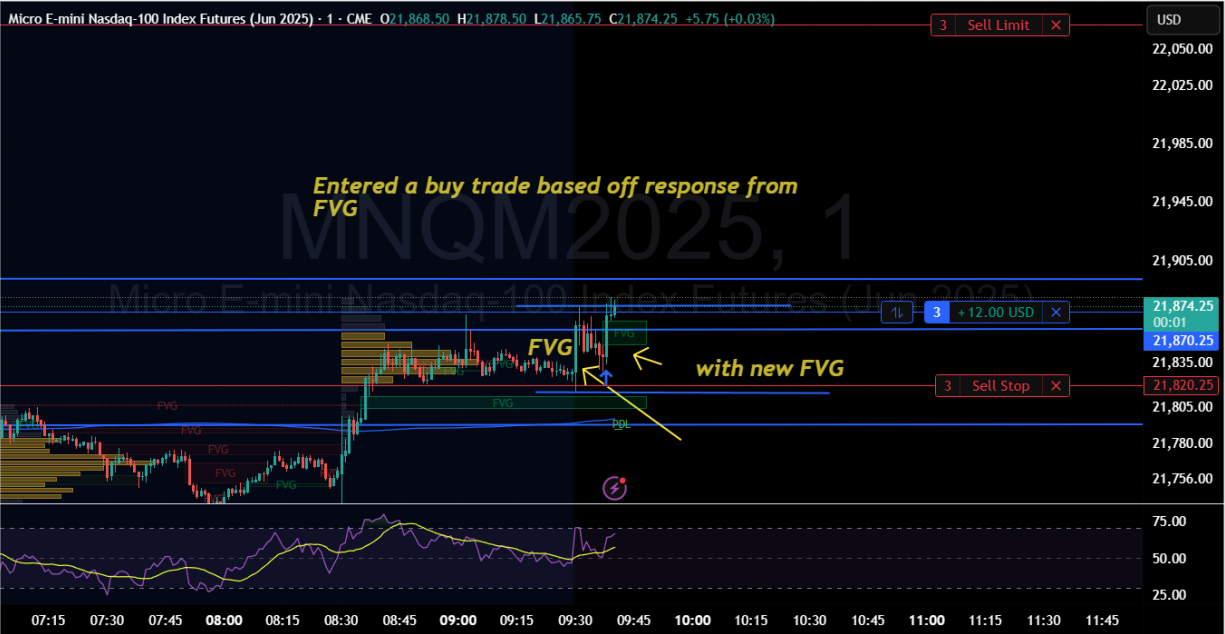 Micro E-mini Nasdaq-100 Index Futures (Jun 2025) · 1 · CME O21,868.50 H21,878.50 L21,865.75 C21,874.25 +5.75 (+0.03%)
USD
3 Sell Limit
22,050.00
22,025.00
21,985.00
Entered a buy trade based off response from
FVG
MNQM2025, 1
21,945.00
21,905.00
Micro E-mini Nasdaq-100 Index Futures (Jun 2025)
21,874.25
00:01
3 +12.00 USD
21,870.25
FVG
FVG
21,835.00
FVG
with new FVG
3 Sell Stop
21,820.25
FVG
FVG
21,805.00
PDL
FVG
21,780.00
FVG
FVG
FVG
21,756.00
75.00
50.00
25.00
07:15 07:30 07:45 08:00 08:15 08:30 08:45 09:00 09:15 09:30 09:45 10:00 10:15 10:30 10:45 11:00 11:15 11:30 11:45